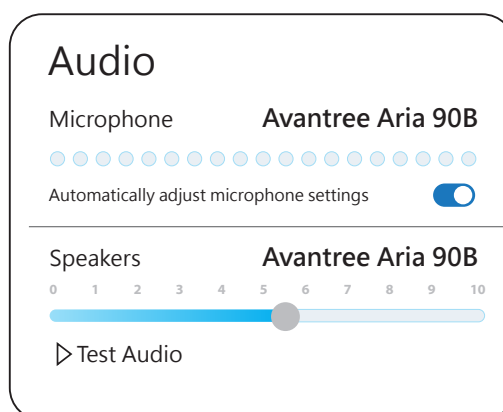 Audio
Microphone Avantree Aria 90B
Automatically adjust microphone settings
Speakers Avantree Aria 90B
0 1 2 3 4 5 6 7 8 9 10
Test Audio